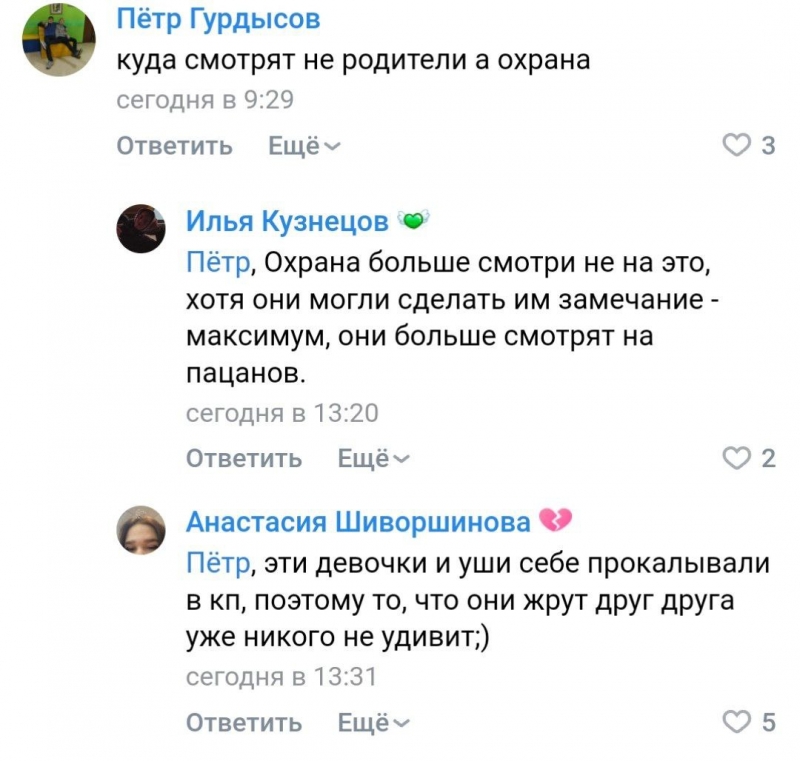 Пётр Гурдысов
куда смотрят не родители а охрана
сегодня в 9:29
Ответить Ещё 3
Илья Кузнецов 💚
Пётр, Охрана больше смотри не на это,
хотя они могли сделать им замечание -
максимум, они больше смотрят на
пацанов.
сегодня в 13:20
Ответить Ещё 2
Анастасия Шиворшинова 💔
Пётр, эти девочки и уши себе прокалывали
в кп, поэтому то, что они жрут друг друга
уже никого не удивит;)
сегодня в 13:31
Ответить Ещё 5